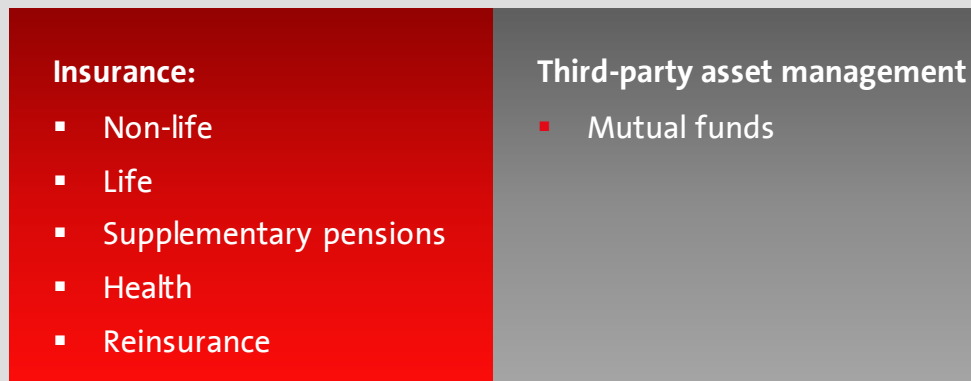 Insurance:
▪ Non-life
▪ Life
▪ Supplementary pensions
▪ Health
▪ Reinsurance
Third-party asset management
▪ Mutual funds